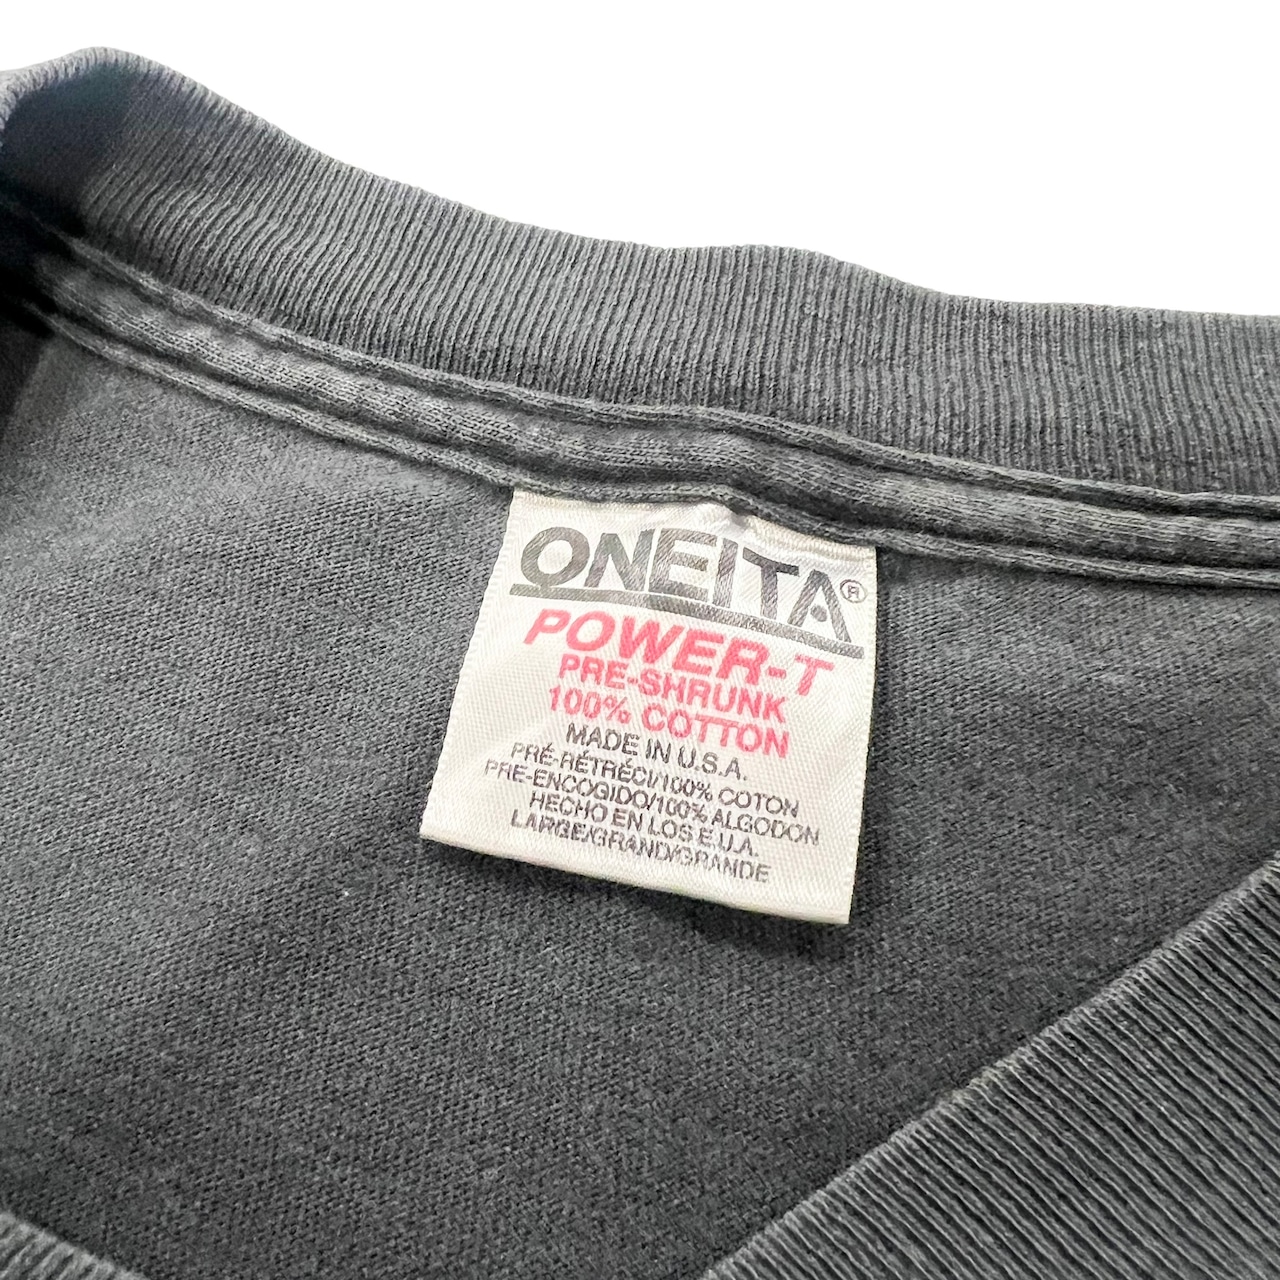 ONEITA®
POWER-T
PRE-SHRUNK
100% COTTON
MADE IN U.S.A.
PRÉ-RÉTRÉCI/100% COTON
PRE-ENCOGIDO/100% ALGODON
HECHO EN LOS E.U.A.
LARGE/GRAND/GRANDE